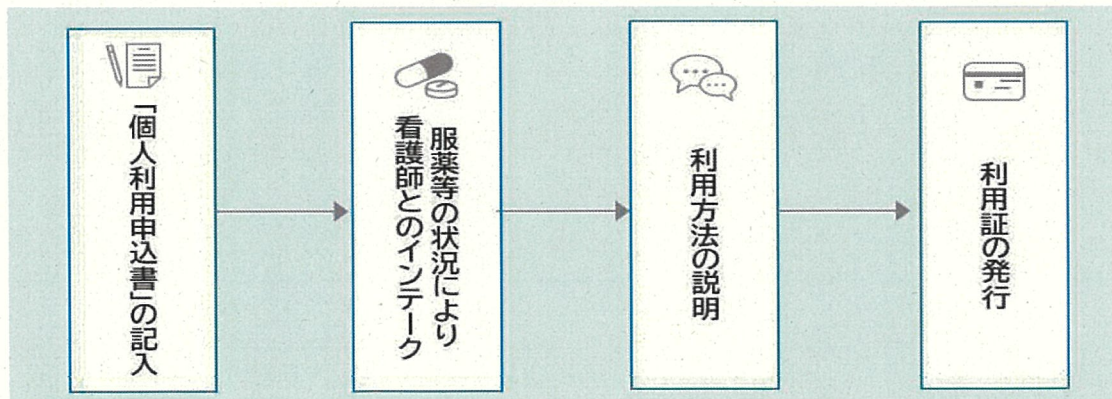 「個人利用申込書」の記入
服薬等の状況により
看護師とのインテーク
利用方法の説明
利用証の発行